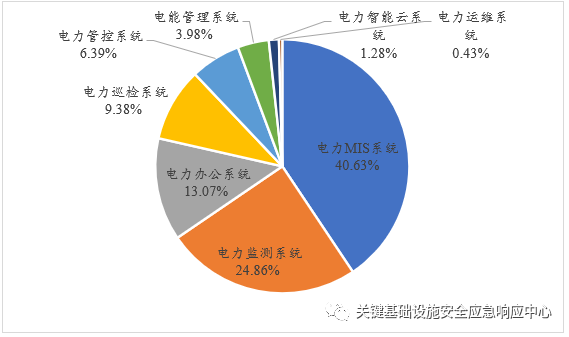 电能管理系统
3.98%
电力智能云系
统
1.28%
电力运维系
统
0.43%
电力管控系统
6.39%
电力巡检系统
9.38%
电力MIS系统
40.63%
电力办公系统
13.07%
电力监测系统
24.86%
关键基础设施安全应急响应中心